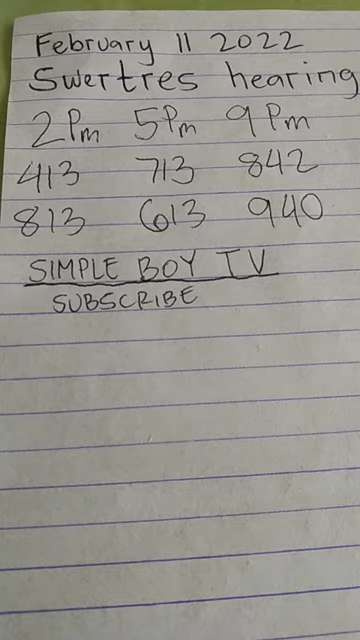 February 11 2022
Swertres hearing
2Pm 5Pm 9Pm
413 713 842
813 613 940
SIMPLE BOY TV
SUBSCRIBE